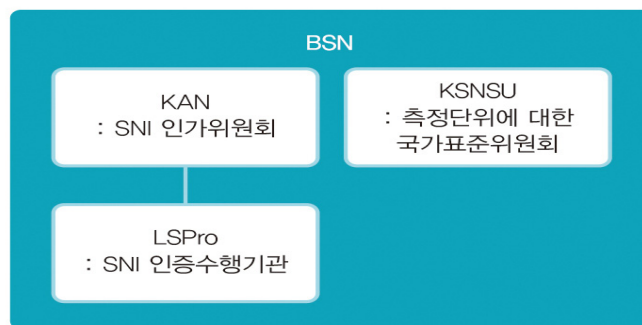 BSN
KAN
: SNI 인가위원회
KSNSU
: 측정단위에 대한
국가표준위원회
LSPro
: SNI 인증수행기관